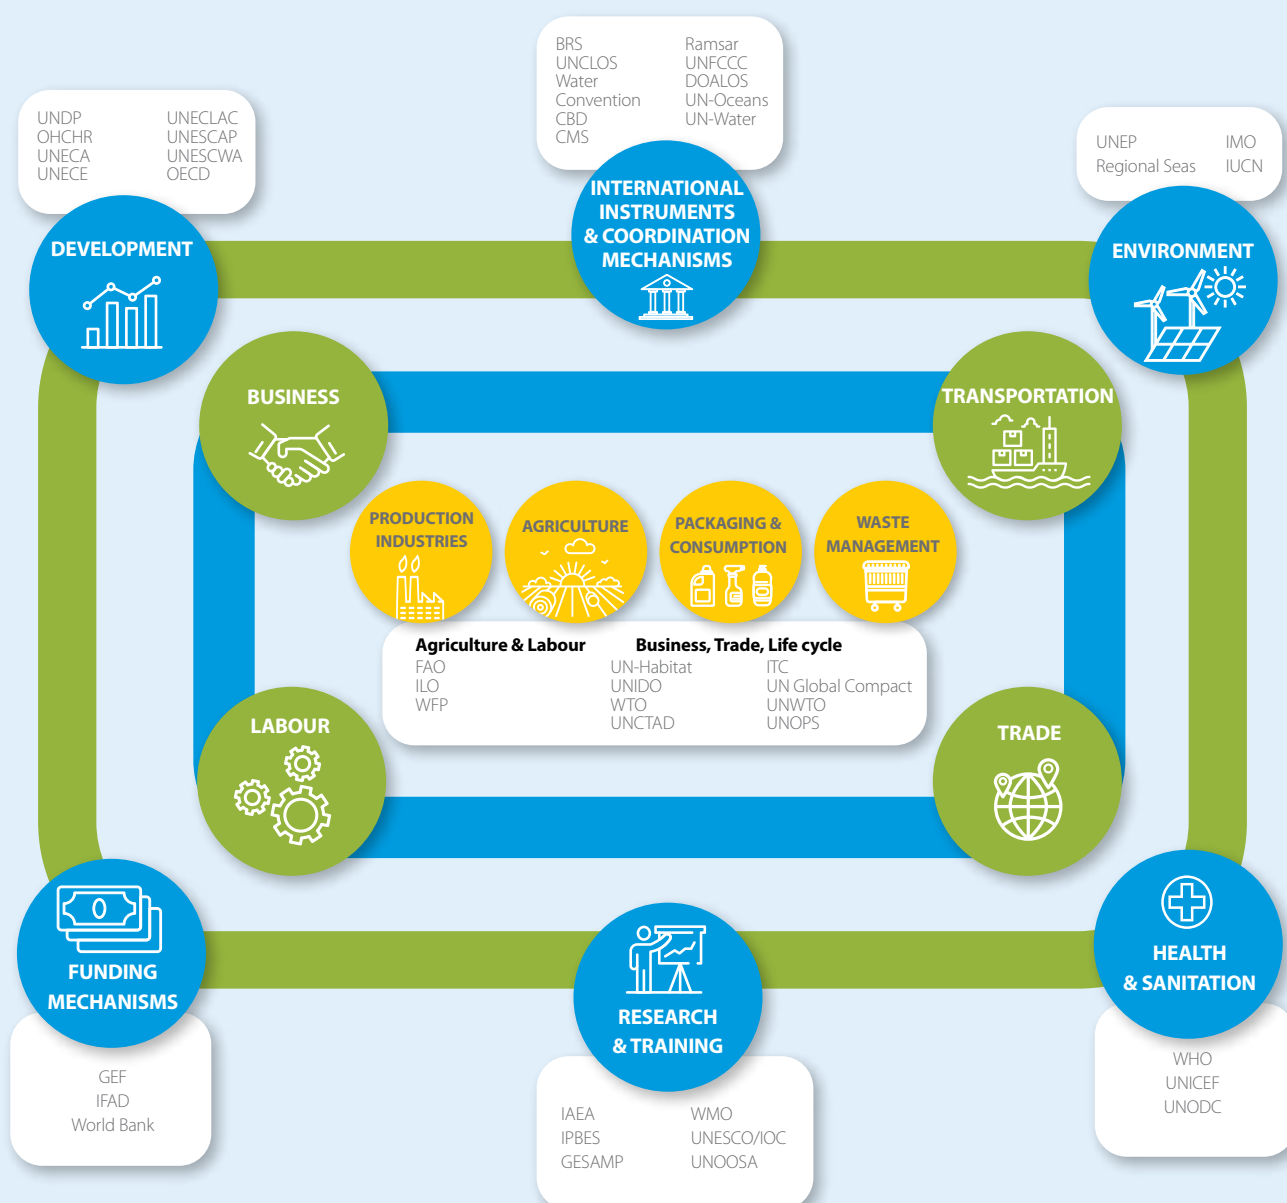 BRS
UNCLOS
Water
Convention
CBD
CMS
Ramsar
UNFCCC
DOALOS
UN-Oceans
UN-Water
UNDP
OHCHR
UNECA
UNECE
UNECLAC
UNESCAP
UNESCWA
OECD
UNEP
Regional Seas
IMO
IUCN
INTERNATIONAL
INSTRUMENTS
& COORDINATION
MECHANISMS
DEVELOPMENT
ENVIRONMENT
BUSINESS
TRANSPORTATION
PRODUCTION
INDUSTRIES
AGRICULTURE
PACKAGING &
CONSUMPTION
WASTE
MANAGEMENT
Agriculture & Labour
FAO
ILO
WFP
Business, Trade, Life cycle
UN-Habitat
UNIDO
WTO
UNCTAD
ITC
UN Global Compact
UNWTO
UNOPS
LABOUR
TRADE
FUNDING
MECHANISMS
GEF
IFAD
World Bank
RESEARCH
& TRAINING
IAEA
IPBES
GESAMP
WMO
UNESCO/IOC
UNOOSA
HEALTH
& SANITATION
WHO
UNICEF
UNODC